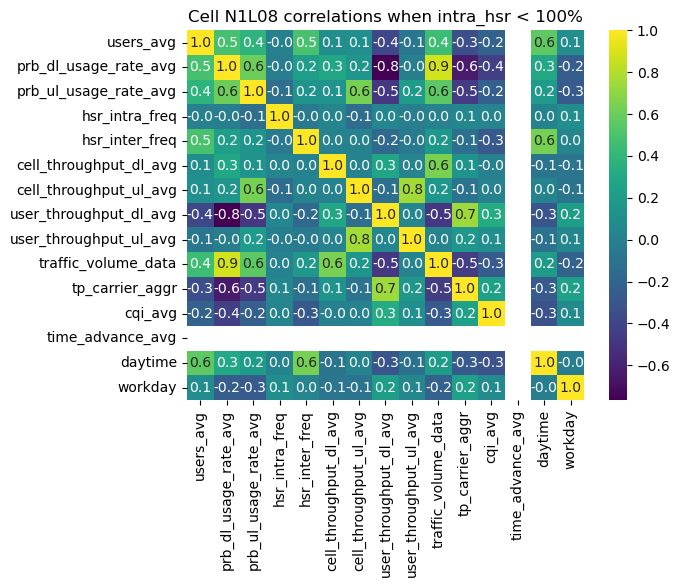 Cell N1L08 correlations when intra_hsr < 100%
users_avg 1.0 0.5 0.4 -0.0 0.5 0.1 0.1 -0.4 -0.1 0.4 -0.3 -0.2 0.6 0.1
prb_dl_usage_rate_avg 0.5 1.0 0.6 -0.0 0.2 0.3 0.2 -0.8 -0.0 0.9 -0.6 -0.4 0.3 -0.2
prb_ul_usage_rate_avg 0.4 0.6 1.0 -0.1 0.2 0.1 0.6 -0.5 0.2 0.6 -0.5 -0.2 0.2 -0.3
hsr_intra_freq -0.0 -0.0 -0.1 1.0 -0.0 0.0 -0.1 0.0 -0.0 0.0 0.1 0.0 0.0 0.1
hsr_inter_freq 0.5 0.2 0.2 -0.0 1.0 0.0 0.0 -0.2 -0.0 0.2 -0.1 -0.3 0.6 0.0
cell_throughput_dl_avg 0.1 0.3 0.1 0.0 0.0 1.0 0.0 0.3 0.0 0.6 0.1 -0.0 -0.1 -0.1
cell_throughput_ul_avg 0.1 0.2 0.6 -0.1 0.0 0.0 1.0 -0.1 0.8 0.2 -0.1 0.0 0.0 -0.1
user_throughput_dl_avg -0.4 -0.8 -0.5 0.0 -0.2 0.3 -0.1 1.0 0.0 -0.5 0.7 0.3 -0.3 0.2
user_throughput_ul_avg -0.1 -0.0 0.2 -0.0 -0.0 0.0 0.8 0.0 1.0 0.0 0.2 0.1 -0.1 0.1
traffic_volume_data 0.4 0.9 0.6 0.0 0.2 0.6 0.2 -0.5 0.0 1.0 -0.5 -0.3 0.2 -0.2
tp_carrier_aggr -0.3 -0.6 -0.5 0.1 -0.1 0.1 -0.1 0.7 0.2 -0.5 1.0 0.2 -0.3 0.2
cqi_avg -0.2 -0.4 -0.2 0.0 -0.3 -0.0 0.0 0.3 0.1 -0.3 0.2 1.0 -0.3 0.1
time_advance_avg
daytime 0.6 0.3 0.2 0.0 0.6 -0.1 0.0 -0.3 -0.1 0.2 -0.3 -0.3 1.0 -0.0
workday 0.1 -0.2 -0.3 0.1 0.0 -0.1 -0.1 0.2 0.1 -0.2 0.2 0.1 -0.0 1.0
users_avg
prb_dl_usage_rate_avg
prb_ul_usage_rate_avg
hsr_intra_freq
hsr_inter_freq
cell_throughput_dl_avg
cell_throughput_ul_avg
user_throughput_dl_avg
user_throughput_ul_avg
traffic_volume_data
tp_carrier_aggr
cqi_avg
time_advance_avg
daytime
workday
1.0
0.8
0.6
0.4
0.2
0.0
−0.2
−0.4
−0.6